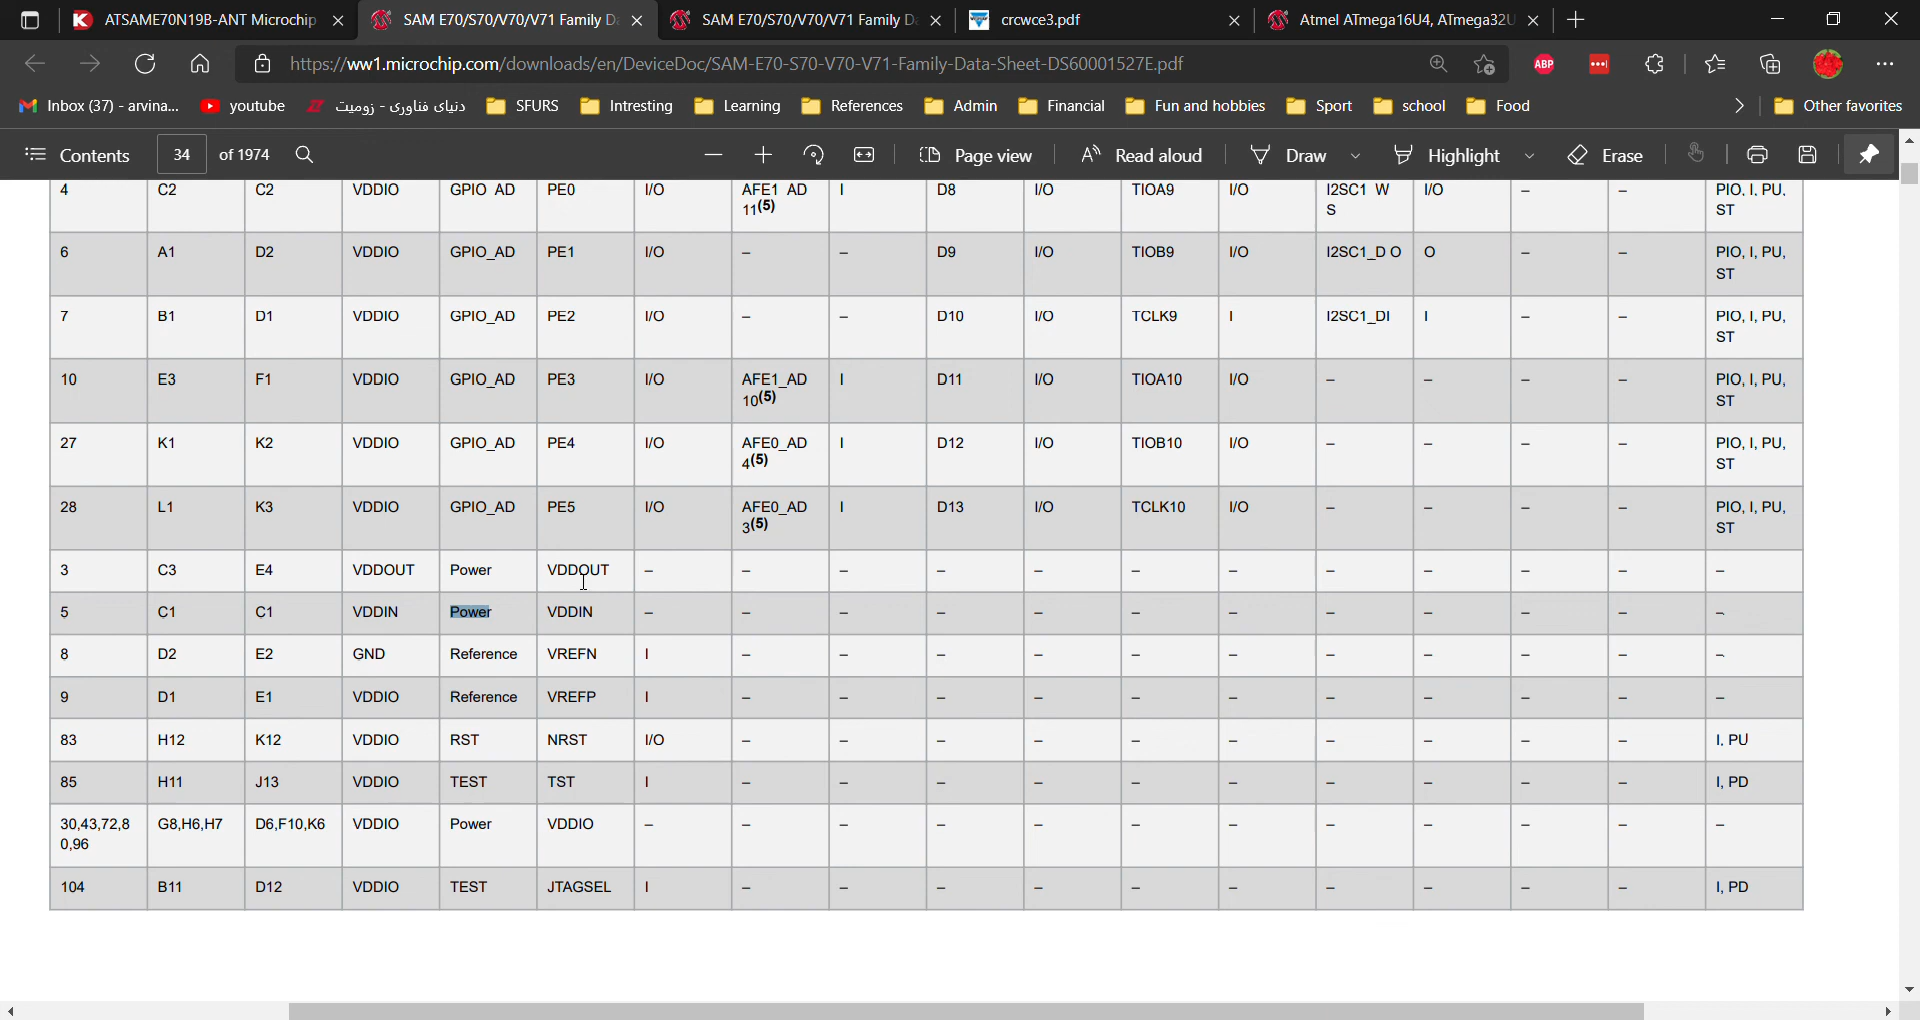 ATSAME70N19B-ANT Microchip
SAM E70/S70/V70/V71 Family D
SAM E70/S70/V70/V71 Family D
crcwce3.pdf
Atmel ATmega16U4, ATmega32U
https://ww1.microchip.com/downloads/en/DeviceDoc/SAM-E70-S70-V70-V71-Family-Data-Sheet-DS60001527E.pdf
ABP
Inbox (37) - arvina... youtube دنیای فناوری - زومیت SFURS Intresting Learning References Admin Financial Fun and hobbies Sport school Food Other favorites
Contents 34 of 1974 Page view Read aloud Draw Highlight Erase
4 C2 C2 VDDIO GPIO_AD PE0 I/O AFE1_AD I D8 I/O TIOA9 I/O I2SC1_W I/O – – PIO, I, PU,
11(5) S ST
6 A1 D2 VDDIO GPIO_AD PE1 I/O – – D9 I/O TIOB9 I/O I2SC1_D O O – – PIO, I, PU,
ST
7 B1 D1 VDDIO GPIO_AD PE2 I/O – – D10 I/O TCLK9 I I2SC1_DI I – – PIO, I, PU,
ST
10 E3 F1 VDDIO GPIO_AD PE3 I/O AFE1_AD I D11 I/O TIOA10 I/O – – – – PIO, I, PU,
10(5) ST
27 K1 K2 VDDIO GPIO_AD PE4 I/O AFE0_AD I D12 I/O TIOB10 I/O – – – – PIO, I, PU,
4(5) ST
28 L1 K3 VDDIO GPIO_AD PE5 I/O AFE0_AD I D13 I/O TCLK10 I/O – – – – PIO, I, PU,
3(5) ST
3 C3 E4 VDDOUT Power VDDOUT – – – – – – – – – – – –
5 C1 C1 VDDIN Power VDDIN – – – – – – – – – – – –
8 D2 E2 GND Reference VREFN I – – – – – – – – – – –
9 D1 E1 VDDIO Reference VREFP I – – – – – – – – – – –
83 H12 K12 VDDIO RST NRST I/O – – – – – – – – – – I, PU
85 H11 J13 VDDIO TEST TST I – – – – – – – – – – I, PD
30,43,72,8 G8,H6,H7 D6,F10,K6 VDDIO Power VDDIO – – – – – – – – – – – –
0,96
104 B11 D12 VDDIO TEST JTAGSEL I – – – – – – – – – – I, PD